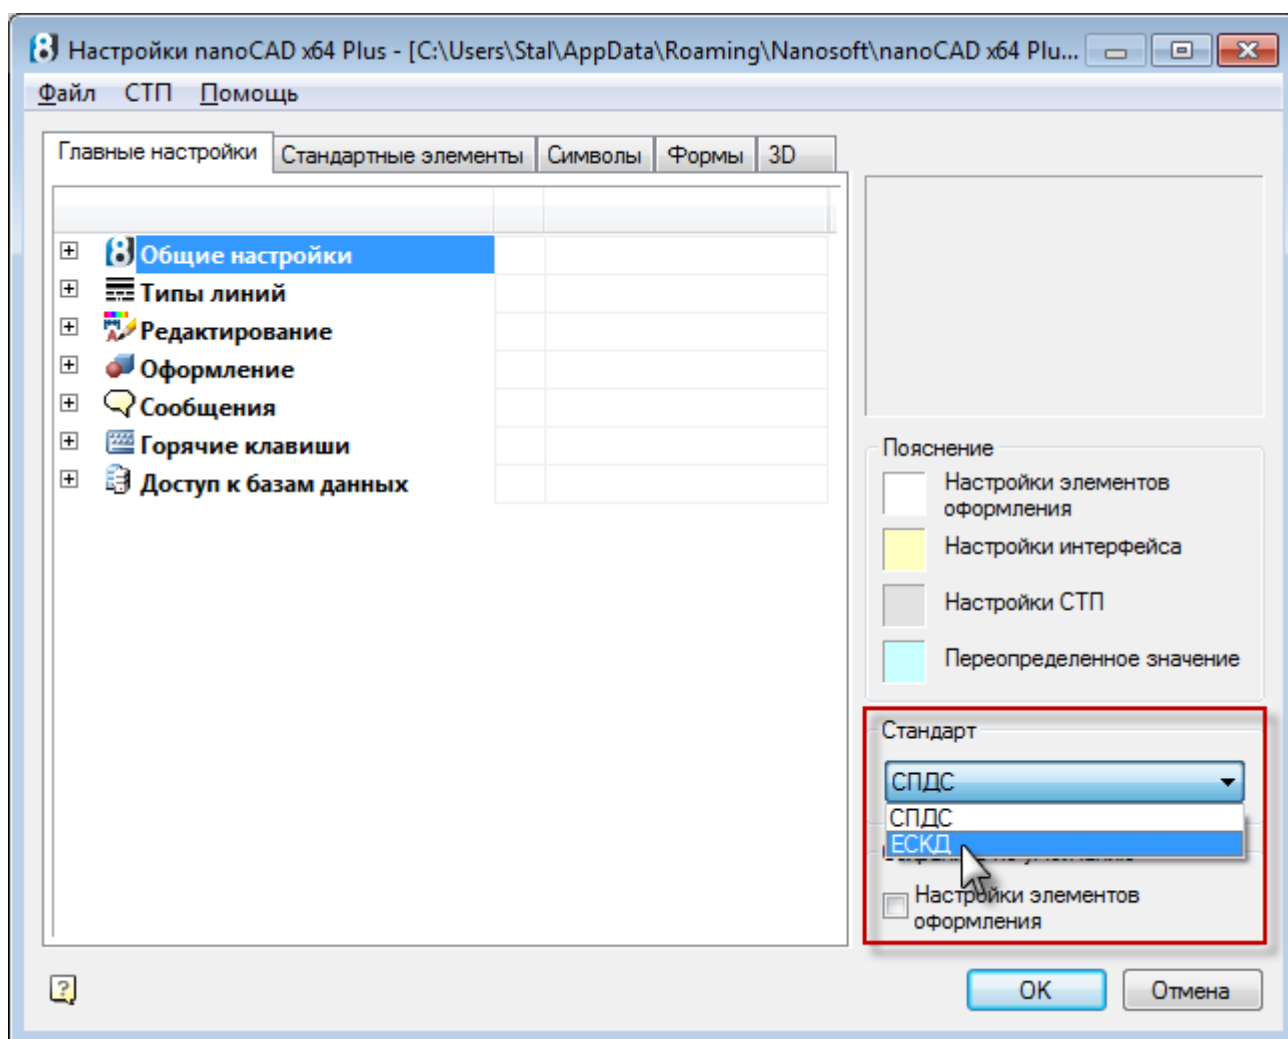 Настройки nanoCAD x64 Plus - [C:\Users\Stal\AppData\Roaming\Nanosoft\nanoCAD x64 Plu...
Файл СТП Помощь
Главные настройки Стандартные элементы Символы Формы 3D
Общие настройки
Типы линий
Редактирование
Оформление
Сообщения
Горячие клавиши
Доступ к базам данных
Пояснение
Настройки элементов
оформления
Настройки интерфейса
Настройки СТП
Переопределенное значение
Стандарт
СПДС
СПДС
ЕСКД
Настройки элементов
оформления
OK Отмена